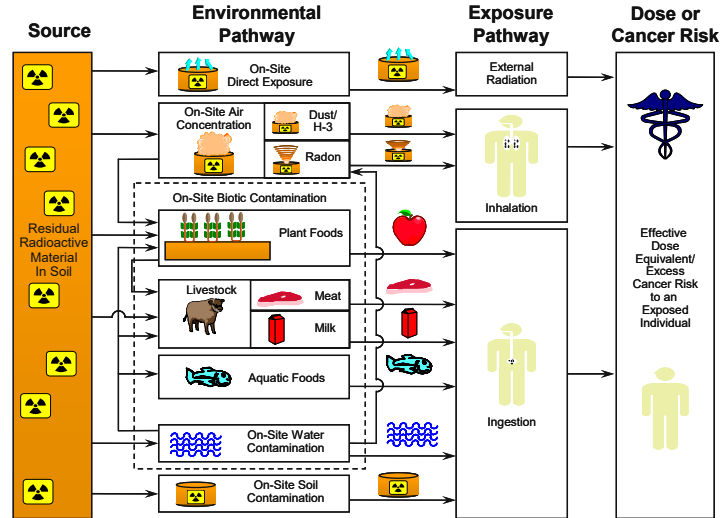 Source
Environmental
Pathway
Exposure
Pathway
Dose or
Cancer Risk
On-Site
Direct Exposure
External
Radiation
On-Site Air
Concentration
Dust/
H-3
Radon
Inhalation
On-Site Biotic Contamination
Plant Foods
Residual
Radioactive
Material
In Soil
Livestock
Meat
Milk
Aquatic Foods
Ingestion
On-Site Water
Contamination
On-Site Soil
Contamination
Effective
Dose
Equivalent/
Excess
Cancer Risk
to an
Exposed
Individual